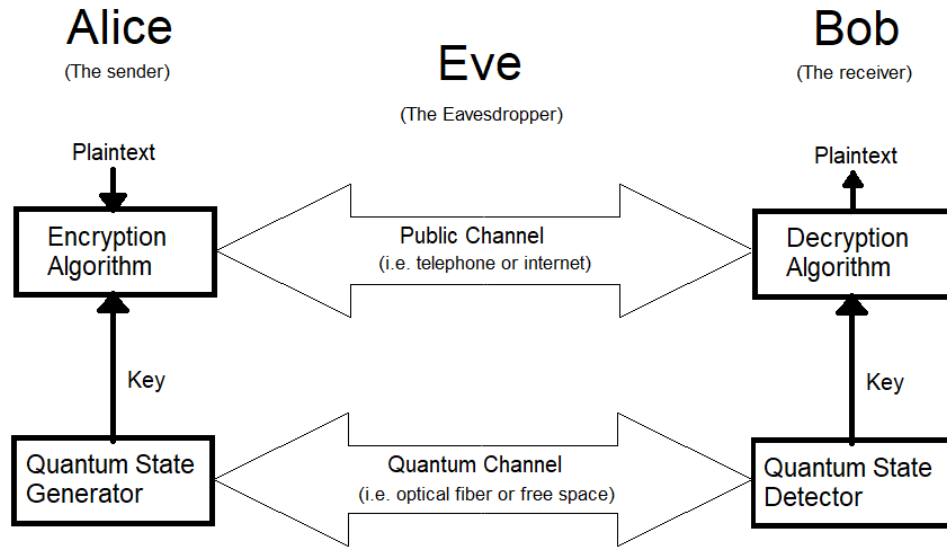 Alice
(The sender)
Eve
(The Eavesdropper)
Bob
(The receiver)
Plaintext
Plaintext
Encryption
Algorithm
Public Channel
(i.e. telephone or internet)
Decryption
Algorithm
Key
Key
Quantum State
Generator
Quantum Channel
(i.e. optical fiber or free space)
Quantum State
Detector